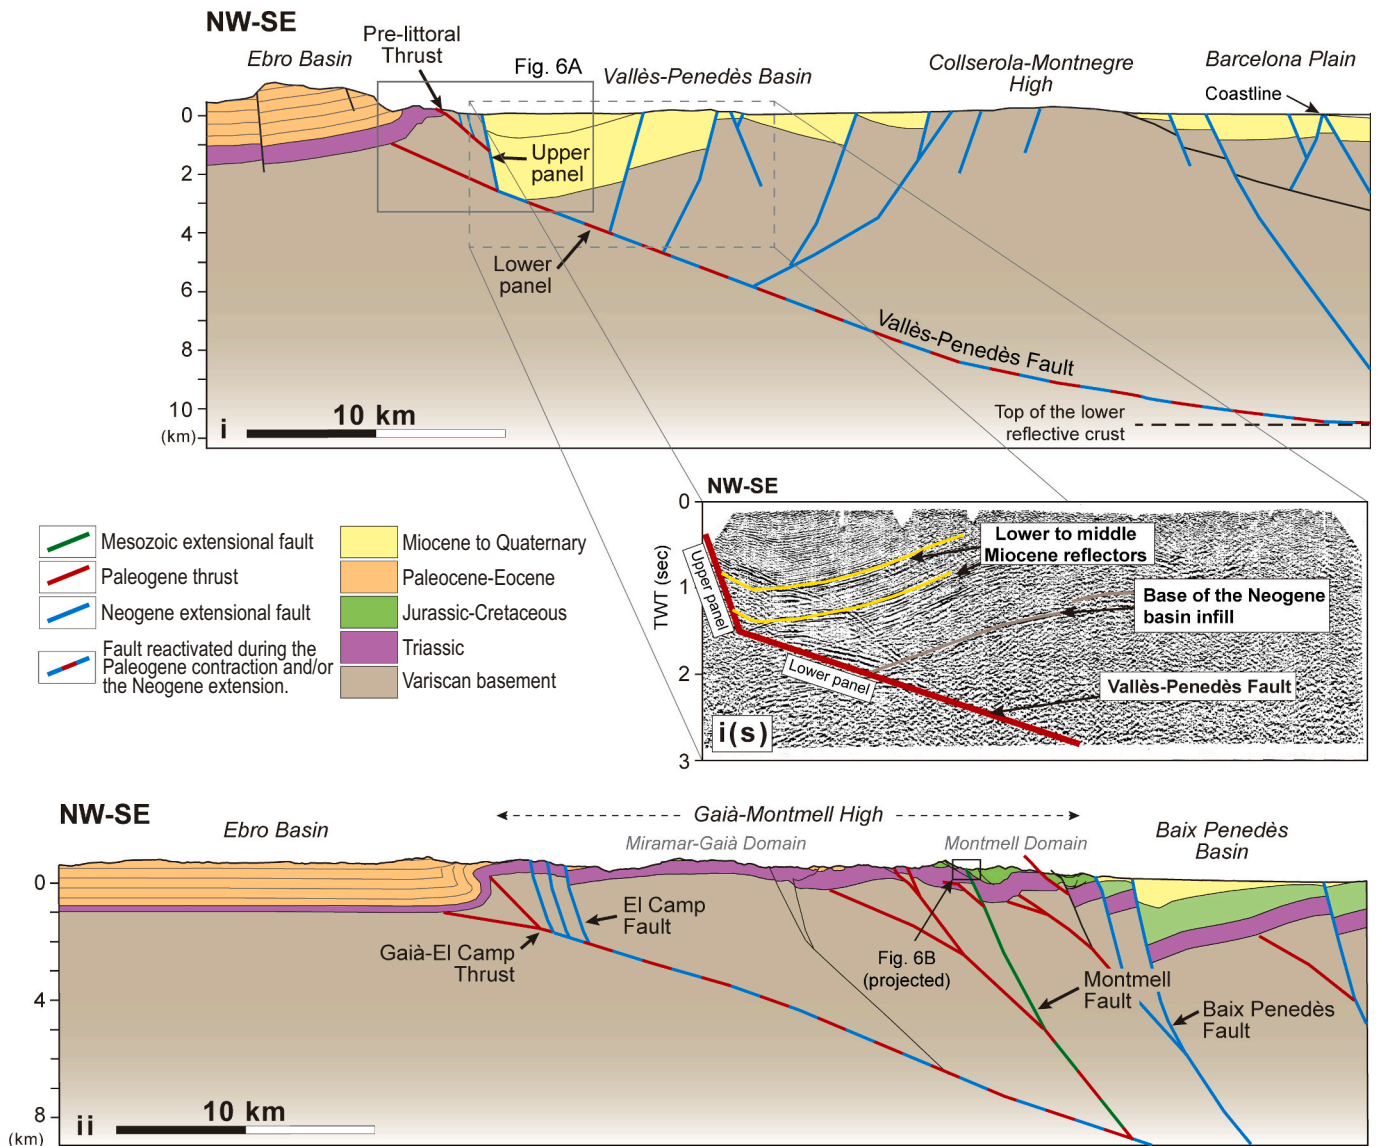 NW-SE
Pre-littoral
Thrust
Ebro Basin
Fig. 6A
Vallès-Penedès Basin
Collserola-Montnegre
High
Barcelona Plain
Coastline
0
2
4
6
8
10
(km)
Upper
panel
Lower
panel
Vallès-Penedès Fault
Top of the lower
reflective crust
i
10 km
NW-SE
0
1
2
3
TWT (sec)
Upper panel
Lower panel
Lower to middle
Miocene reflectors
Base of the Neogene
basin infill
Vallès-Penedès Fault
i(s)
Mesozoic extensional fault
Paleogene thrust
Neogene extensional fault
Fault reactivated during the
Paleogene contraction and/or
the Neogene extension.
Miocene to Quaternary
Paleocene-Eocene
Jurassic-Cretaceous
Triassic
Variscan basement
NW-SE
Ebro Basin
Gaià-Montmell High
Miramar-Gaià Domain
Montmell Domain
Baix Penedès
Basin
0
4
8
(km)
El Camp
Fault
Gaià-El Camp
Thrust
Fig. 6B
(projected)
Montmell
Fault
Baix Penedès
Fault
ii
10 km